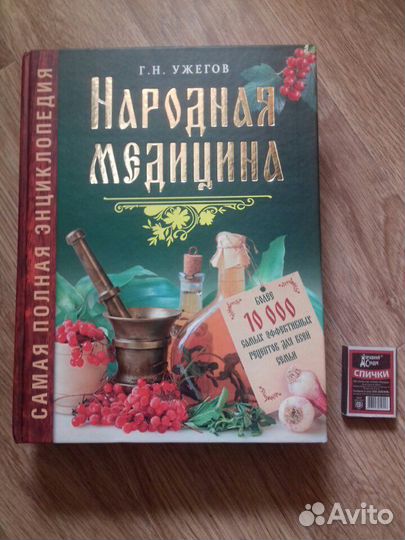 САМАЯ ПОЛНАЯ ЭНЦИКЛОПЕДИЯ
Г.Н. УЖЕГОВ
НАРОДНАЯ
МЕДИЦИНА
БОЛЕЕ
10 000
САМЫХ ЭФФЕКТИВНЫХ
РЕЦЕПТОВ ДЛЯ ВСЕЙ
СЕМЬИ
СПИЧКИ
Avito